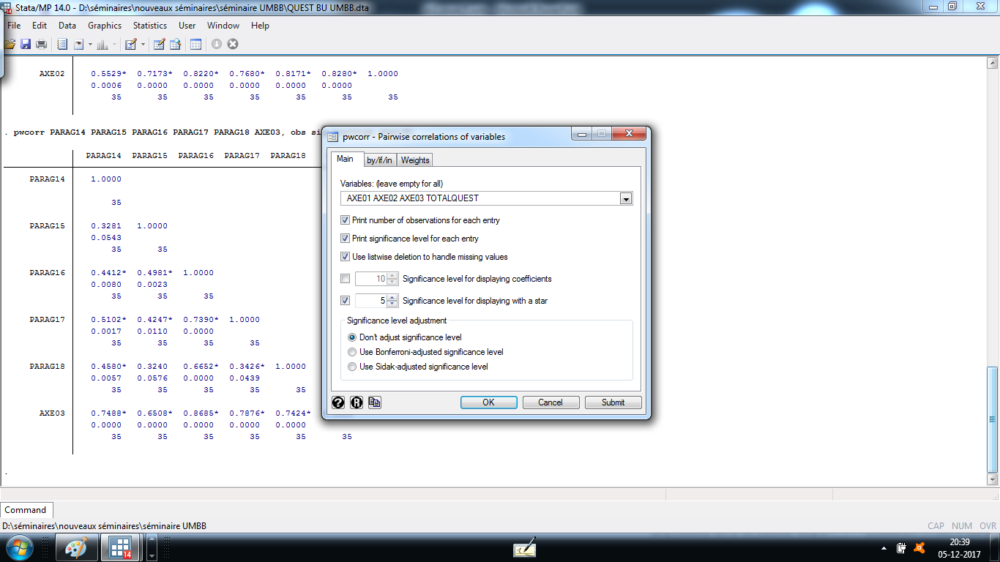 Stata/MP 14.0 - D:\séminaires\nouveaux séminaires\séminaire UMBB\QUEST BU UMBB.dta
File Edit Data Graphics Statistics User Window Help
AXE02 0.5529* 0.7173* 0.8220* 0.7680* 0.8171* 0.8280* 1.0000
0.0006 0.0000 0.0000 0.0000 0.0000 0.0000
35 35 35 35 35 35 35
. pwcorr PARAG14 PARAG15 PARAG16 PARAG17 PARAG18 AXE03, obs si
PARAG14 PARAG15 PARAG16 PARAG17 PARAG18
PARAG14 1.0000
35
PARAG15 0.3281 1.0000
0.0543
35 35
PARAG16 0.4412* 0.4981* 1.0000
0.0080 0.0023
35 35 35
PARAG17 0.5102* 0.4247* 0.7390* 1.0000
0.0017 0.0110 0.0000
35 35 35 35
PARAG18 0.4580* 0.3240 0.6652* 0.3426* 1.0000
0.0057 0.0576 0.0000 0.0439
35 35 35 35 35
AXE03 0.7488* 0.6508* 0.8685* 0.7876* 0.7424*
0.0000 0.0000 0.0000 0.0000 0.0000
35 35 35 35 35 35
.
pwcorr - Pairwise correlations of variables
Main by/if/in Weights
Variables: (leave empty for all)
AXE01 AXE02 AXE03 TOTALQUEST
Print number of observations for each entry
Print significance level for each entry
Use listwise deletion to handle missing values
10 Significance level for displaying coefficients
5 Significance level for displaying with a star
Significance level adjustment
Don't adjust significance level
Use Bonferroni-adjusted significance level
Use Sidak-adjusted significance level
? R OK Cancel Submit
Command
D:\séminaires\nouveaux séminaires\séminaire UMBB CAP NUM OVR
14
20:39
05-12-2017